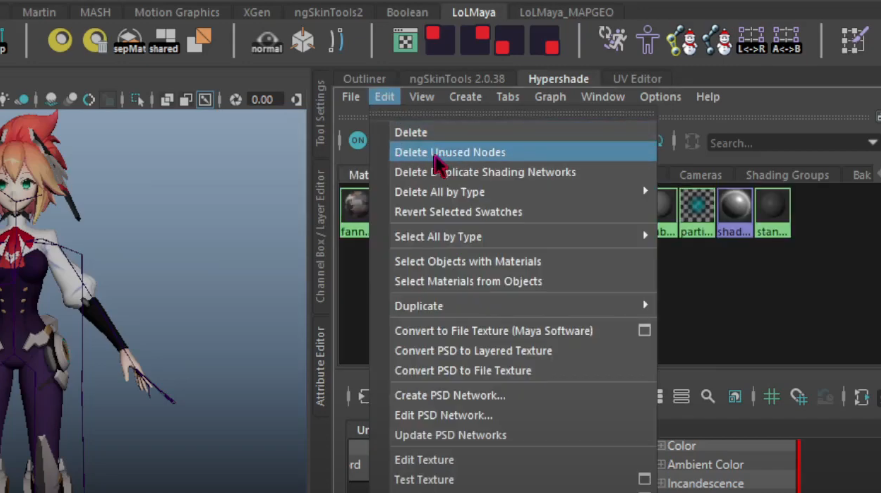 Martin MASH Motion Graphics XGen ngSkinTools2 Boolean LoLMaya LoLMaya_MAPGEO
sepMat shared normal L<->R A->B
Outliner ngSkinTools 2.0.38 Hypershade UV Editor
0.00
File Edit View Create Tabs Graph Window Options Help
Tool Settings
Channel Box / Layer Editor
Attribute Editor
ON
Search...
Cameras Shading Groups Bak
Delete
Delete Unused Nodes
Delete Duplicate Shading Networks
Delete All by Type
Revert Selected Swatches
Select All by Type
Select Objects with Materials
Select Materials from Objects
Duplicate
Convert to File Texture (Maya Software)
Convert PSD to Layered Texture
Convert PSD to File Texture
Create PSD Network...
Edit PSD Network...
Update PSD Networks
Edit Texture
Test Texture
fann. parti... shad... stan...
Color
Ambient Color
Incandescence